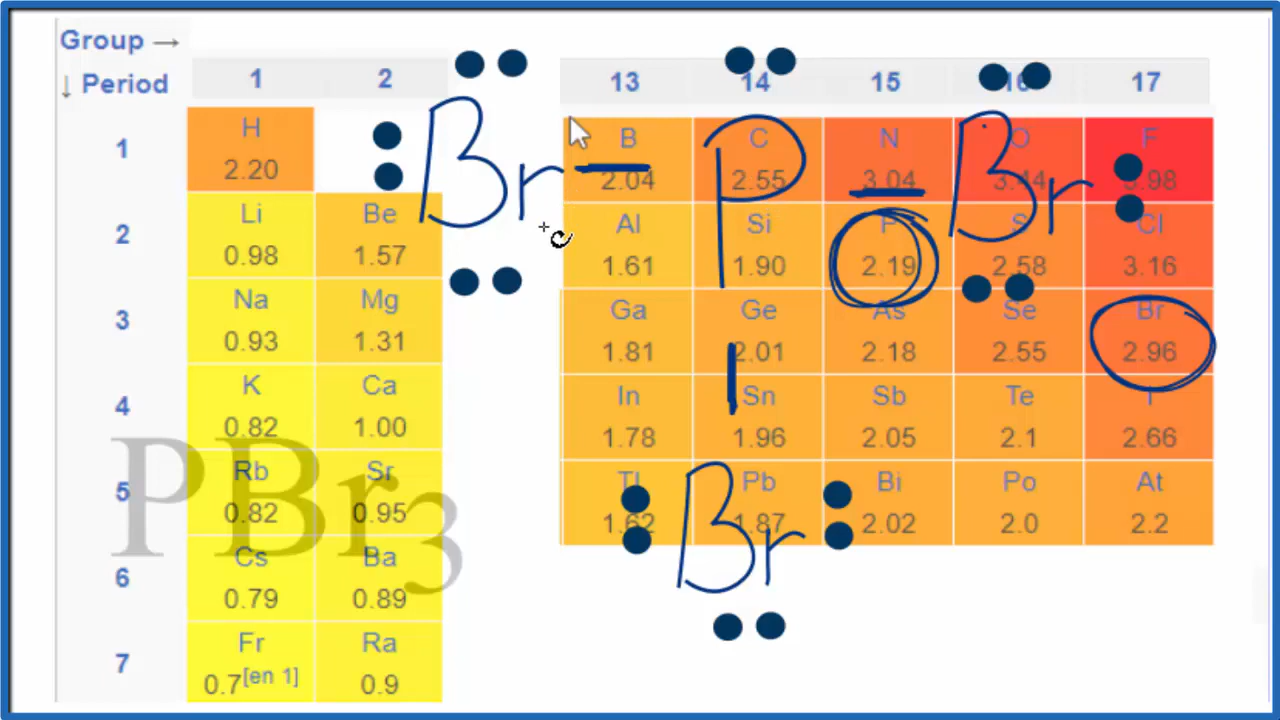 Group →
↓ Period 1 2 13 14 15 16 17
1 H B C N O F
2.20 2.04 2.55 3.04 3.44 3.98
2 Li Be Al Si P S Cl
0.98 1.57 1.61 1.90 2.19 2.58 3.16
3 Na Mg Ga Ge As Se Br
0.93 1.31 1.81 2.01 2.18 2.55 2.96
4 K Ca In Sn Sb Te I
0.82 1.00 1.78 1.96 2.05 2.1 2.66
5 Rb Sr Tl Pb Bi Po At
0.82 0.95 1.62 1.87 2.02 2.0 2.2
6 Cs Ba
0.79 0.89
7 Fr Ra
0.7[en 1] 0.9
Br P Br
Br
PBr3